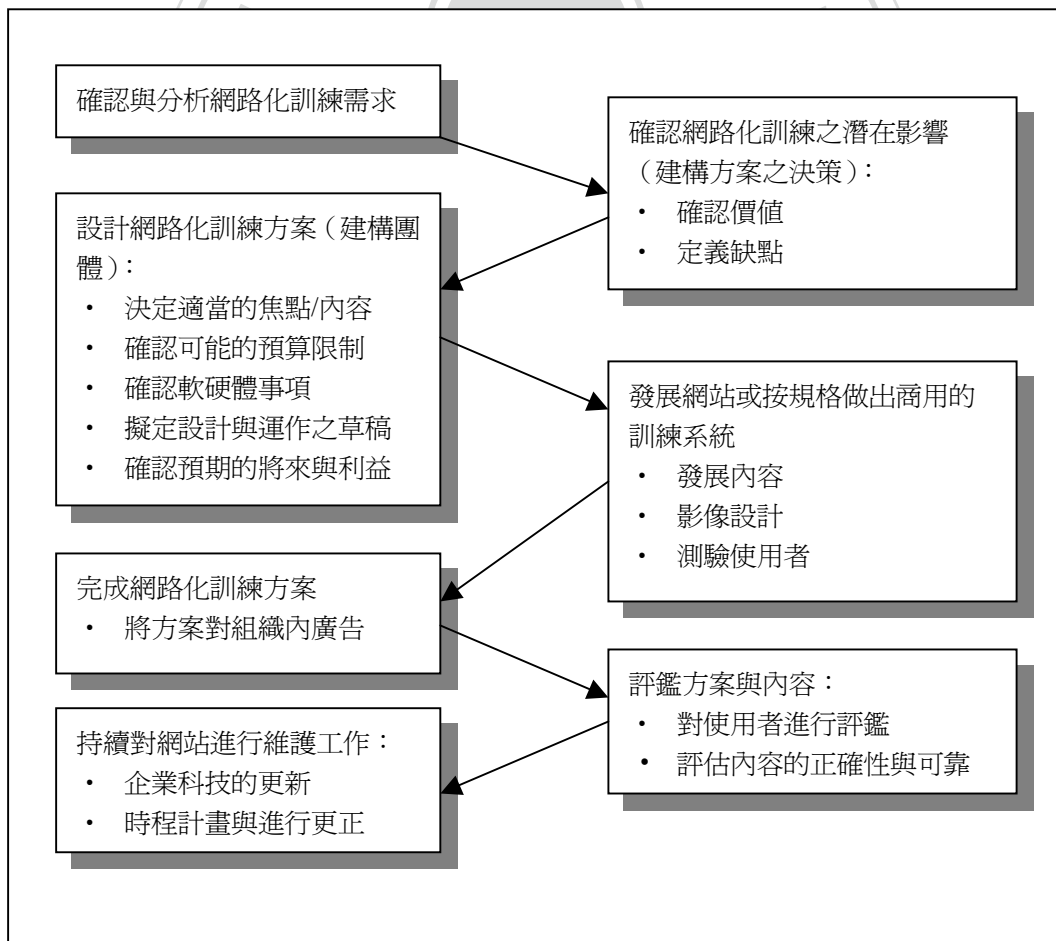 確認與分析網路化訓練需求
確認網路化訓練之潛在影響
（建構方案之決策）：
· 確認價值
· 定義缺點
設計網路化訓練方案（建構團
體）：
· 決定適當的焦點/內容
· 確認可能的預算限制
· 確認軟硬體事項
· 擬定設計與運作之草稿
· 確認預期的將來與利益
發展網站或按規格做出商用的
訓練系統
· 發展內容
· 影像設計
· 測驗使用者
完成網路化訓練方案
· 將方案對組織內廣告
評鑑方案與內容：
· 對使用者進行評鑑
• 評估內容的正確性與可靠
持續對網站進行維護工作：
· 企業科技的更新
· 時程計畫與進行更正